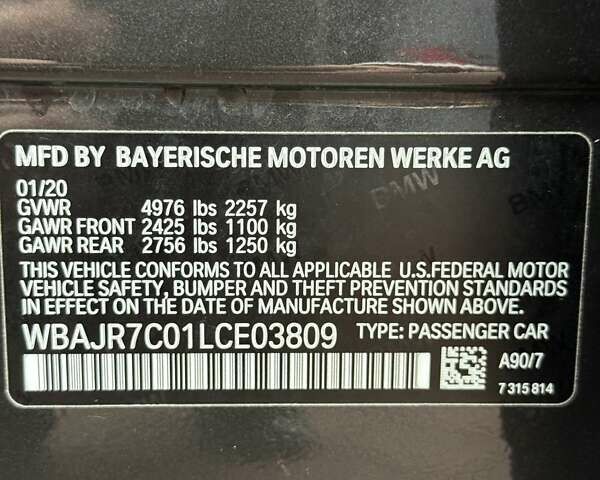 MFD BY BAYERISCHE MOTOREN WERKE AG
01/20
GVWR 4976 lbs 2257 kg
GAWR FRONT 2425 lbs 1100 kg
GAWR REAR 2756 lbs 1250 kg
THIS VEHICLE CONFORMS TO ALL APPLICABLE U.S.FEDERAL MOTOR
VEHICLE SAFETY, BUMPER AND THEFT PREVENTION STANDARDS
IN EFFECT ON THE DATE OF MANUFACTURE SHOWN ABOVE.
WBAJR7C01LCE03809 TYPE: PASSENGER CAR
A90/7
7 315 814
BMW